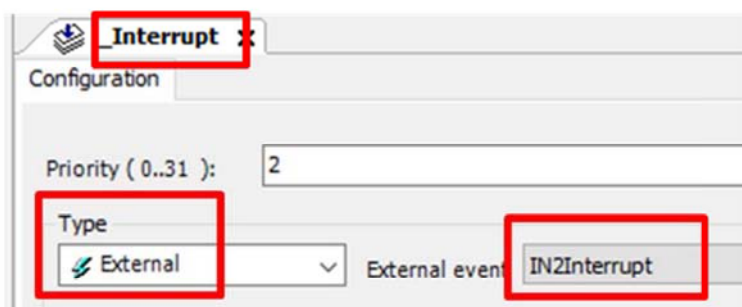 _Interrupt X
Configuration
Priority ( 0..31 ): 2
Type
External External event IN2Interrupt